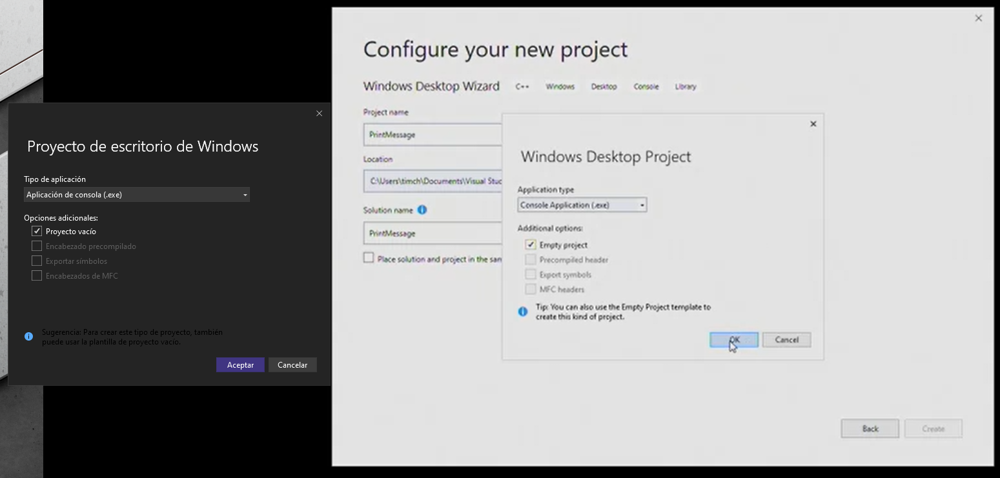 Proyecto de escritorio de Windows
Tipo de aplicación
Aplicación de consola (.exe)
Opciones adicionales:
Proyecto vacío
Encabezado precompilado
Exportar símbolos
Encabezados de MFC
Sugerencia: Para crear este tipo de proyecto, también
puede usar la plantilla de proyecto vacío.
Aceptar Cancelar
Configure your new project
Windows Desktop Wizard C++ Windows Desktop Console Library
Project name
PrintMessage
Location
C:\Users\timch\Documents\Visual Stuc
Solution name
PrintMessage
Place solution and project in the san
Windows Desktop Project
Application type
Console Application (.exe)
Additional options:
Empty project
Precompiled header
Export symbols
MFC headers
Tip: You can also use the Empty Project template to
create this kind of project.
OK Cancel
Back Create